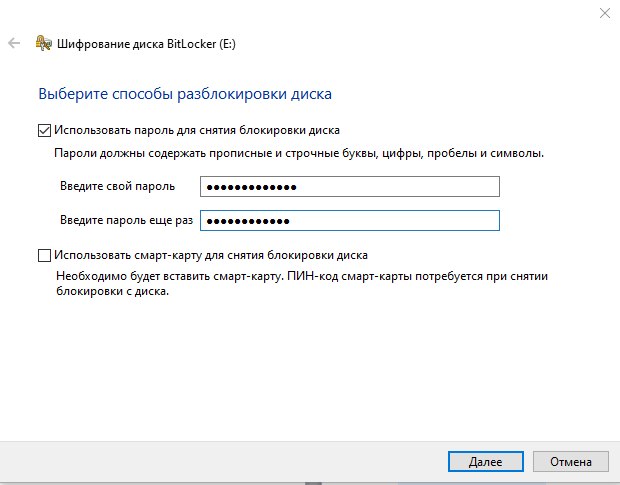 Шифрование диска BitLocker (E:)
Выберите способы разблокировки диска
Использовать пароль для снятия блокировки диска
Пароли должны содержать прописные и строчные буквы, цифры, пробелы и символы.
Введите свой пароль ●●●●●●●●●●●●●
Введите пароль еще раз ●●●●●●●●●●●●
Использовать смарт-карту для снятия блокировки диска
Необходимо будет вставить смарт-карту. ПИН-код смарт-карты потребуется при снятии
блокировки с диска.
Далее Отмена